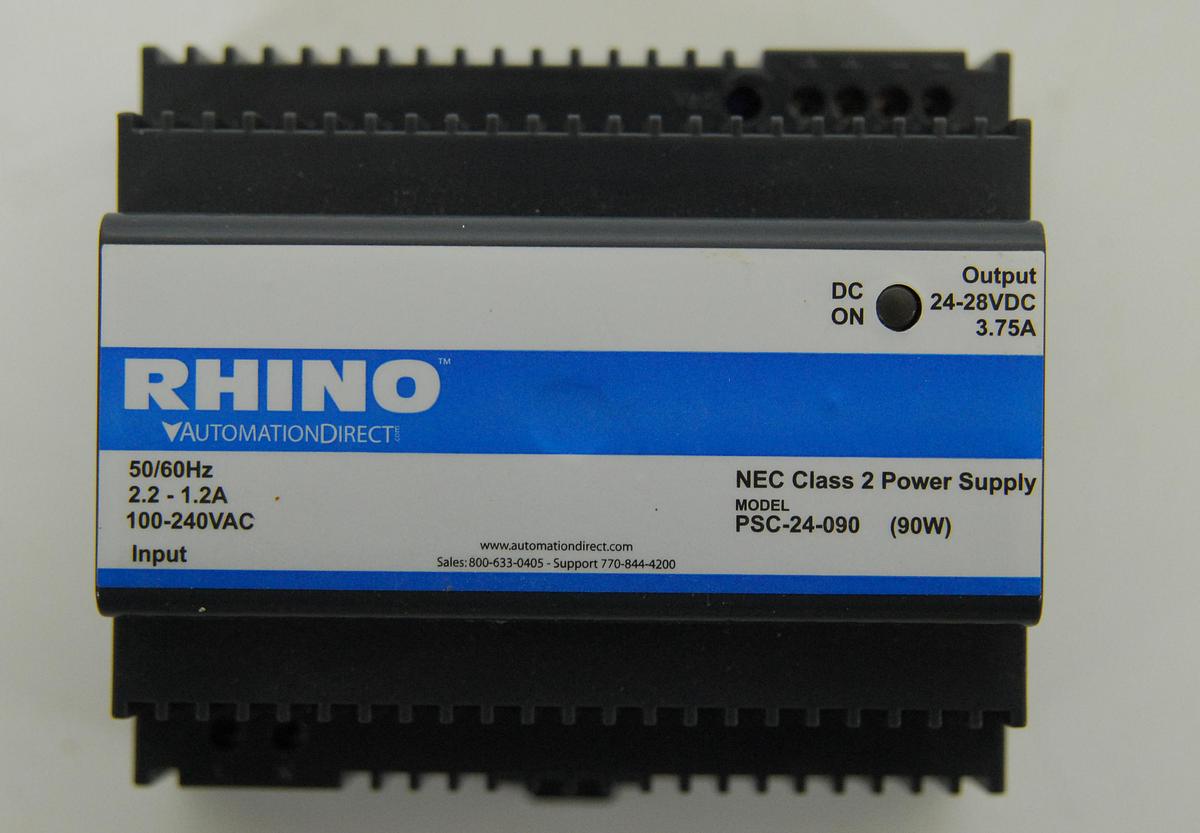 Output
DC
24-28VDC
ON
3.75A
RHINO™
AUTOMATIONDIRECT.com
50/60Hz
2.2 - 1.2A
100-240VAC
Input
NEC Class 2 Power Supply
MODEL
PSC-24-090 (90W)
www.automationdirect.com
Sales: 800-633-0405 - Support 770-844-4200